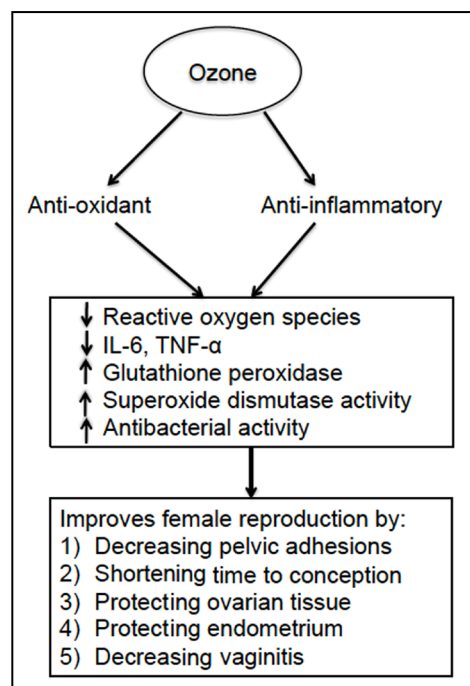 Ozone
Anti-oxidant
Anti-inflammatory
↓ Reactive oxygen species
↓ IL-6, TNF-α
↑ Glutathione peroxidase
↑ Superoxide dismutase activity
↑ Antibacterial activity
Improves female reproduction by:
1) Decreasing pelvic adhesions
2) Shortening time to conception
3) Protecting ovarian tissue
4) Protecting endometrium
5) Decreasing vaginitis